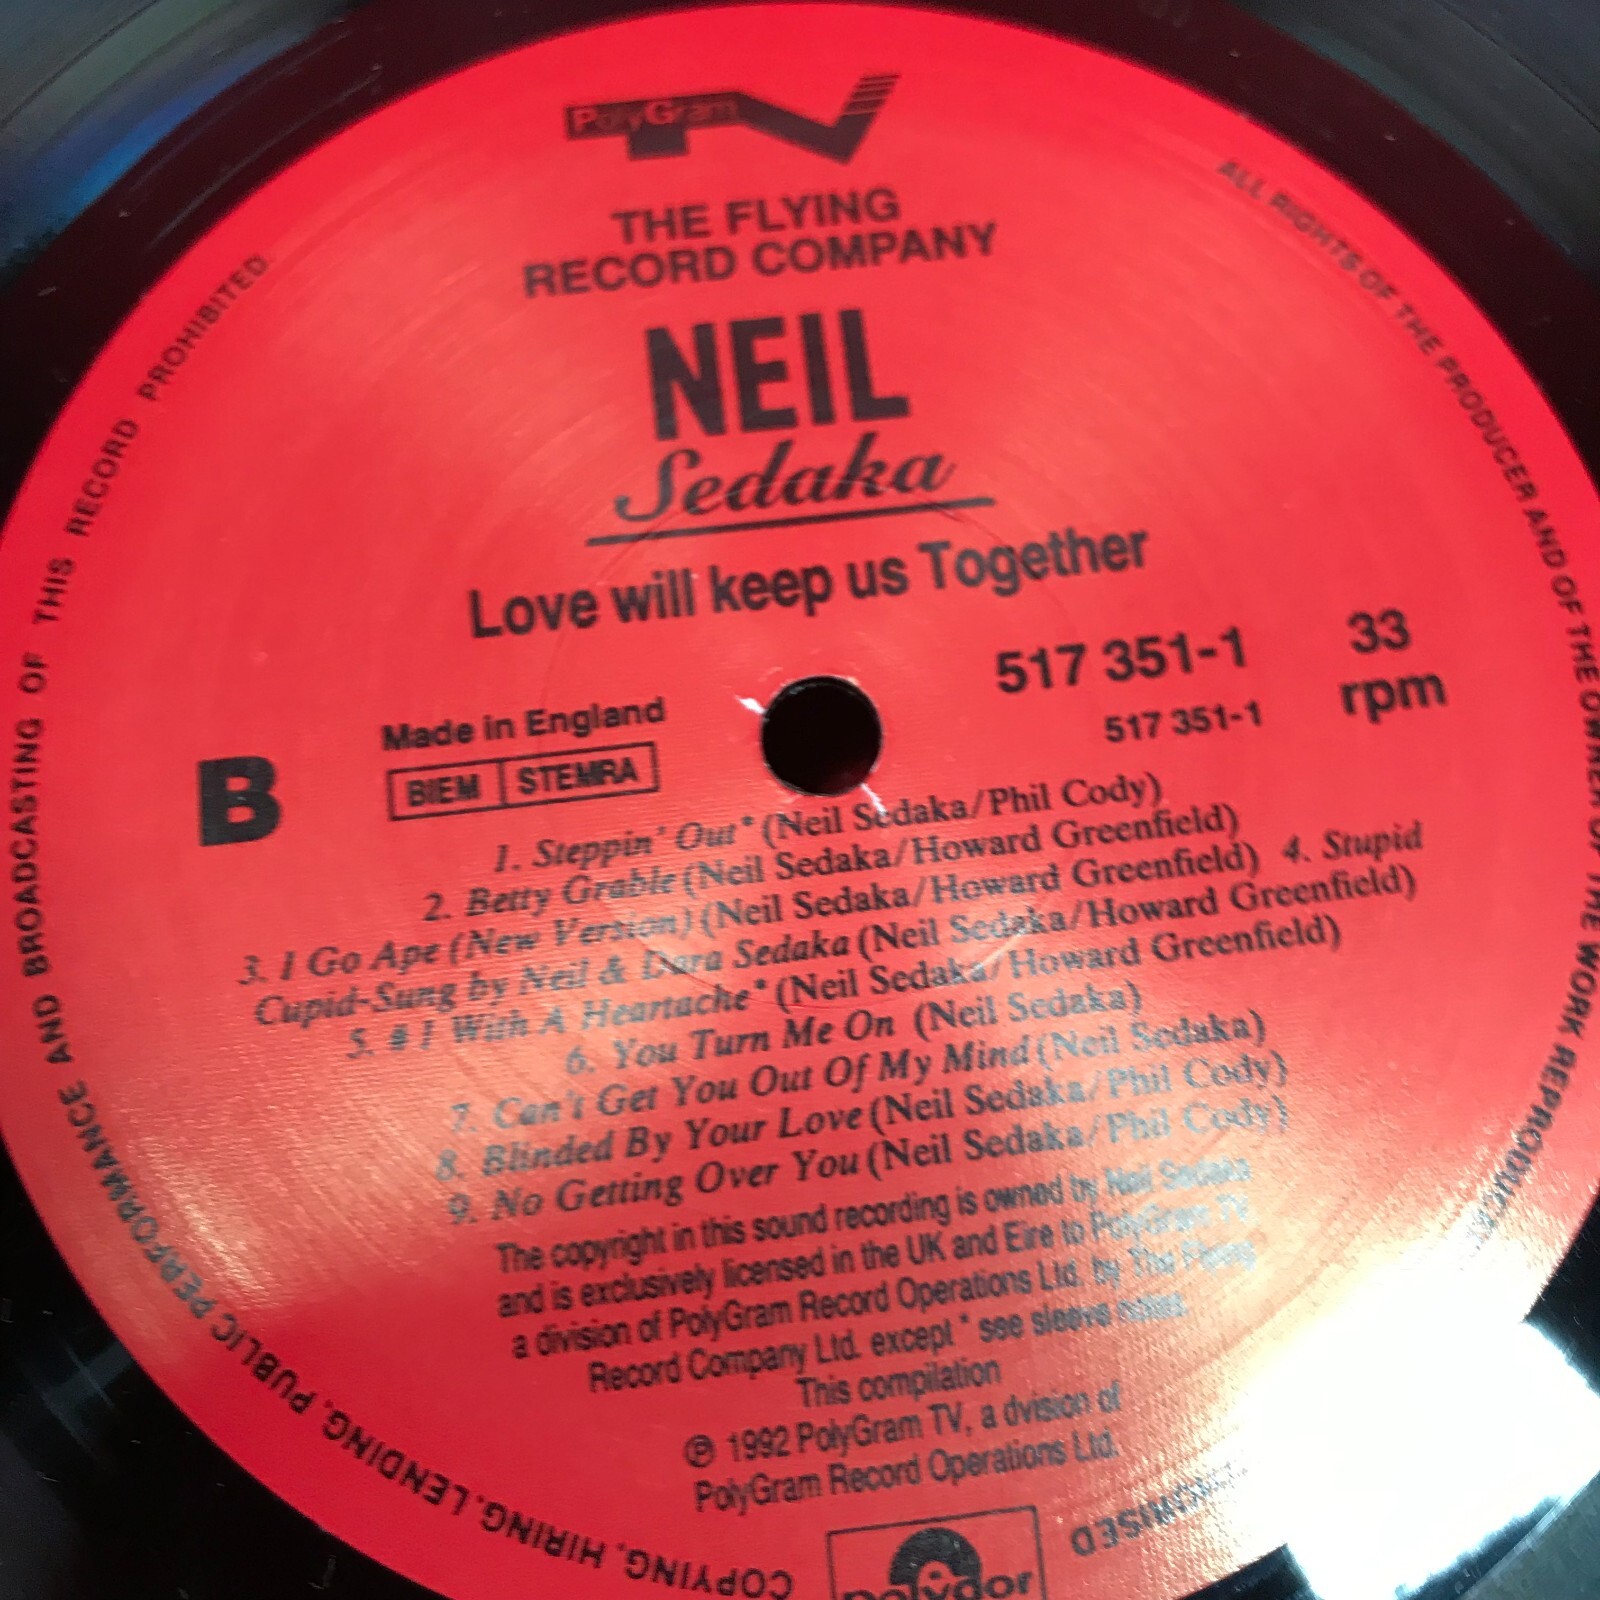 PolyGram TV
THE FLYING
RECORD COMPANY
NEIL
Sedaka
Love will keep us Together
517 351-1
517 351-1
33
rpm
Made in England
BIEM STEMRA
B
1. Steppin' Out* (Neil Sedaka/Phil Cody)
2. Betty Grable (Neil Sedaka/Howard Greenfield)
3. I Go Ape (New Version) (Neil Sedaka/Howard Greenfield) 4. Stupid
Cupid-Sung by Neil & Dara Sedaka (Neil Sedaka/Howard Greenfield)
5. #1 With A Heartache* (Neil Sedaka/Howard Greenfield)
6. You Turn Me On (Neil Sedaka)
7. Can't Get You Out Of My Mind (Neil Sedaka)
8. Blinded By Your Love (Neil Sedaka/Phil Cody)
9. No Getting Over You (Neil Sedaka/Phil Cody)
The copyright in this sound recording is owned by Neil Sedaka
and is exclusively licensed in the UK and Eire to PolyGram TV
a division of PolyGram Record Operations Ltd. by The Flying
Record Company Ltd. except * see sleeve notes.
This compilation
℗ 1992 PolyGram TV, a dvision of
PolyGram Record Operations Ltd.
polydor
ALL RIGHTS OF THE PRODUCER AND OF THE OWNER OF THE WORK REPRODUCE
COPYING, HIRING, LENDING, PUBLIC PERFORMANCE AND BROADCASTING OF THIS RECORD PROHIBITED